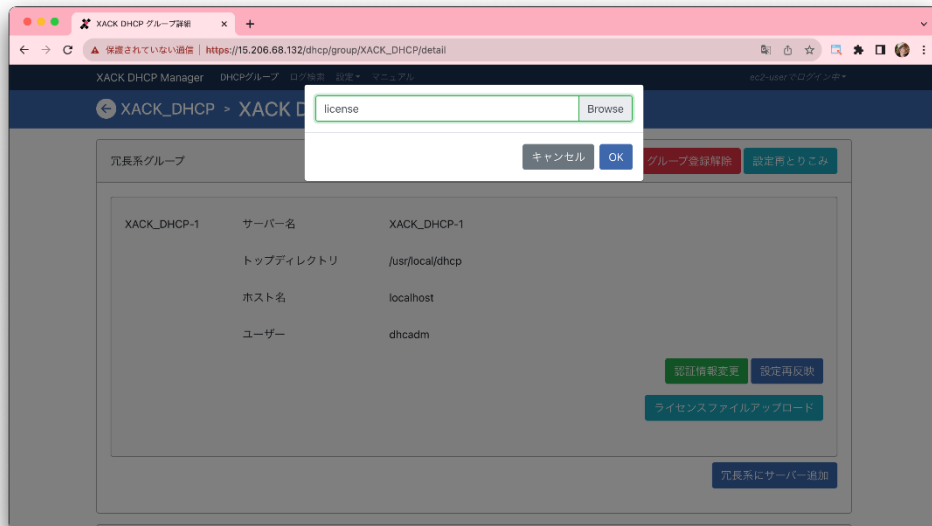 XACK DHCP グループ詳細
保護されていない通信 | https://15.206.68.132/dhcp/group/XACK_DHCP/detail
XACK DHCP Manager DHCPグループ ログ検索 設定 マニュアル ec2-userでログイン中
XACK_DHCP > XACK D
license Browse
キャンセル OK
冗長系グループ グループ登録解除 設定再とりこみ
XACK_DHCP-1 サーバー名 XACK_DHCP-1
トップディレクトリ /usr/local/dhcp
ホスト名 localhost
ユーザー dhcadm
認証情報変更 設定再反映
ライセンスファイルアップロード
冗長系にサーバー追加